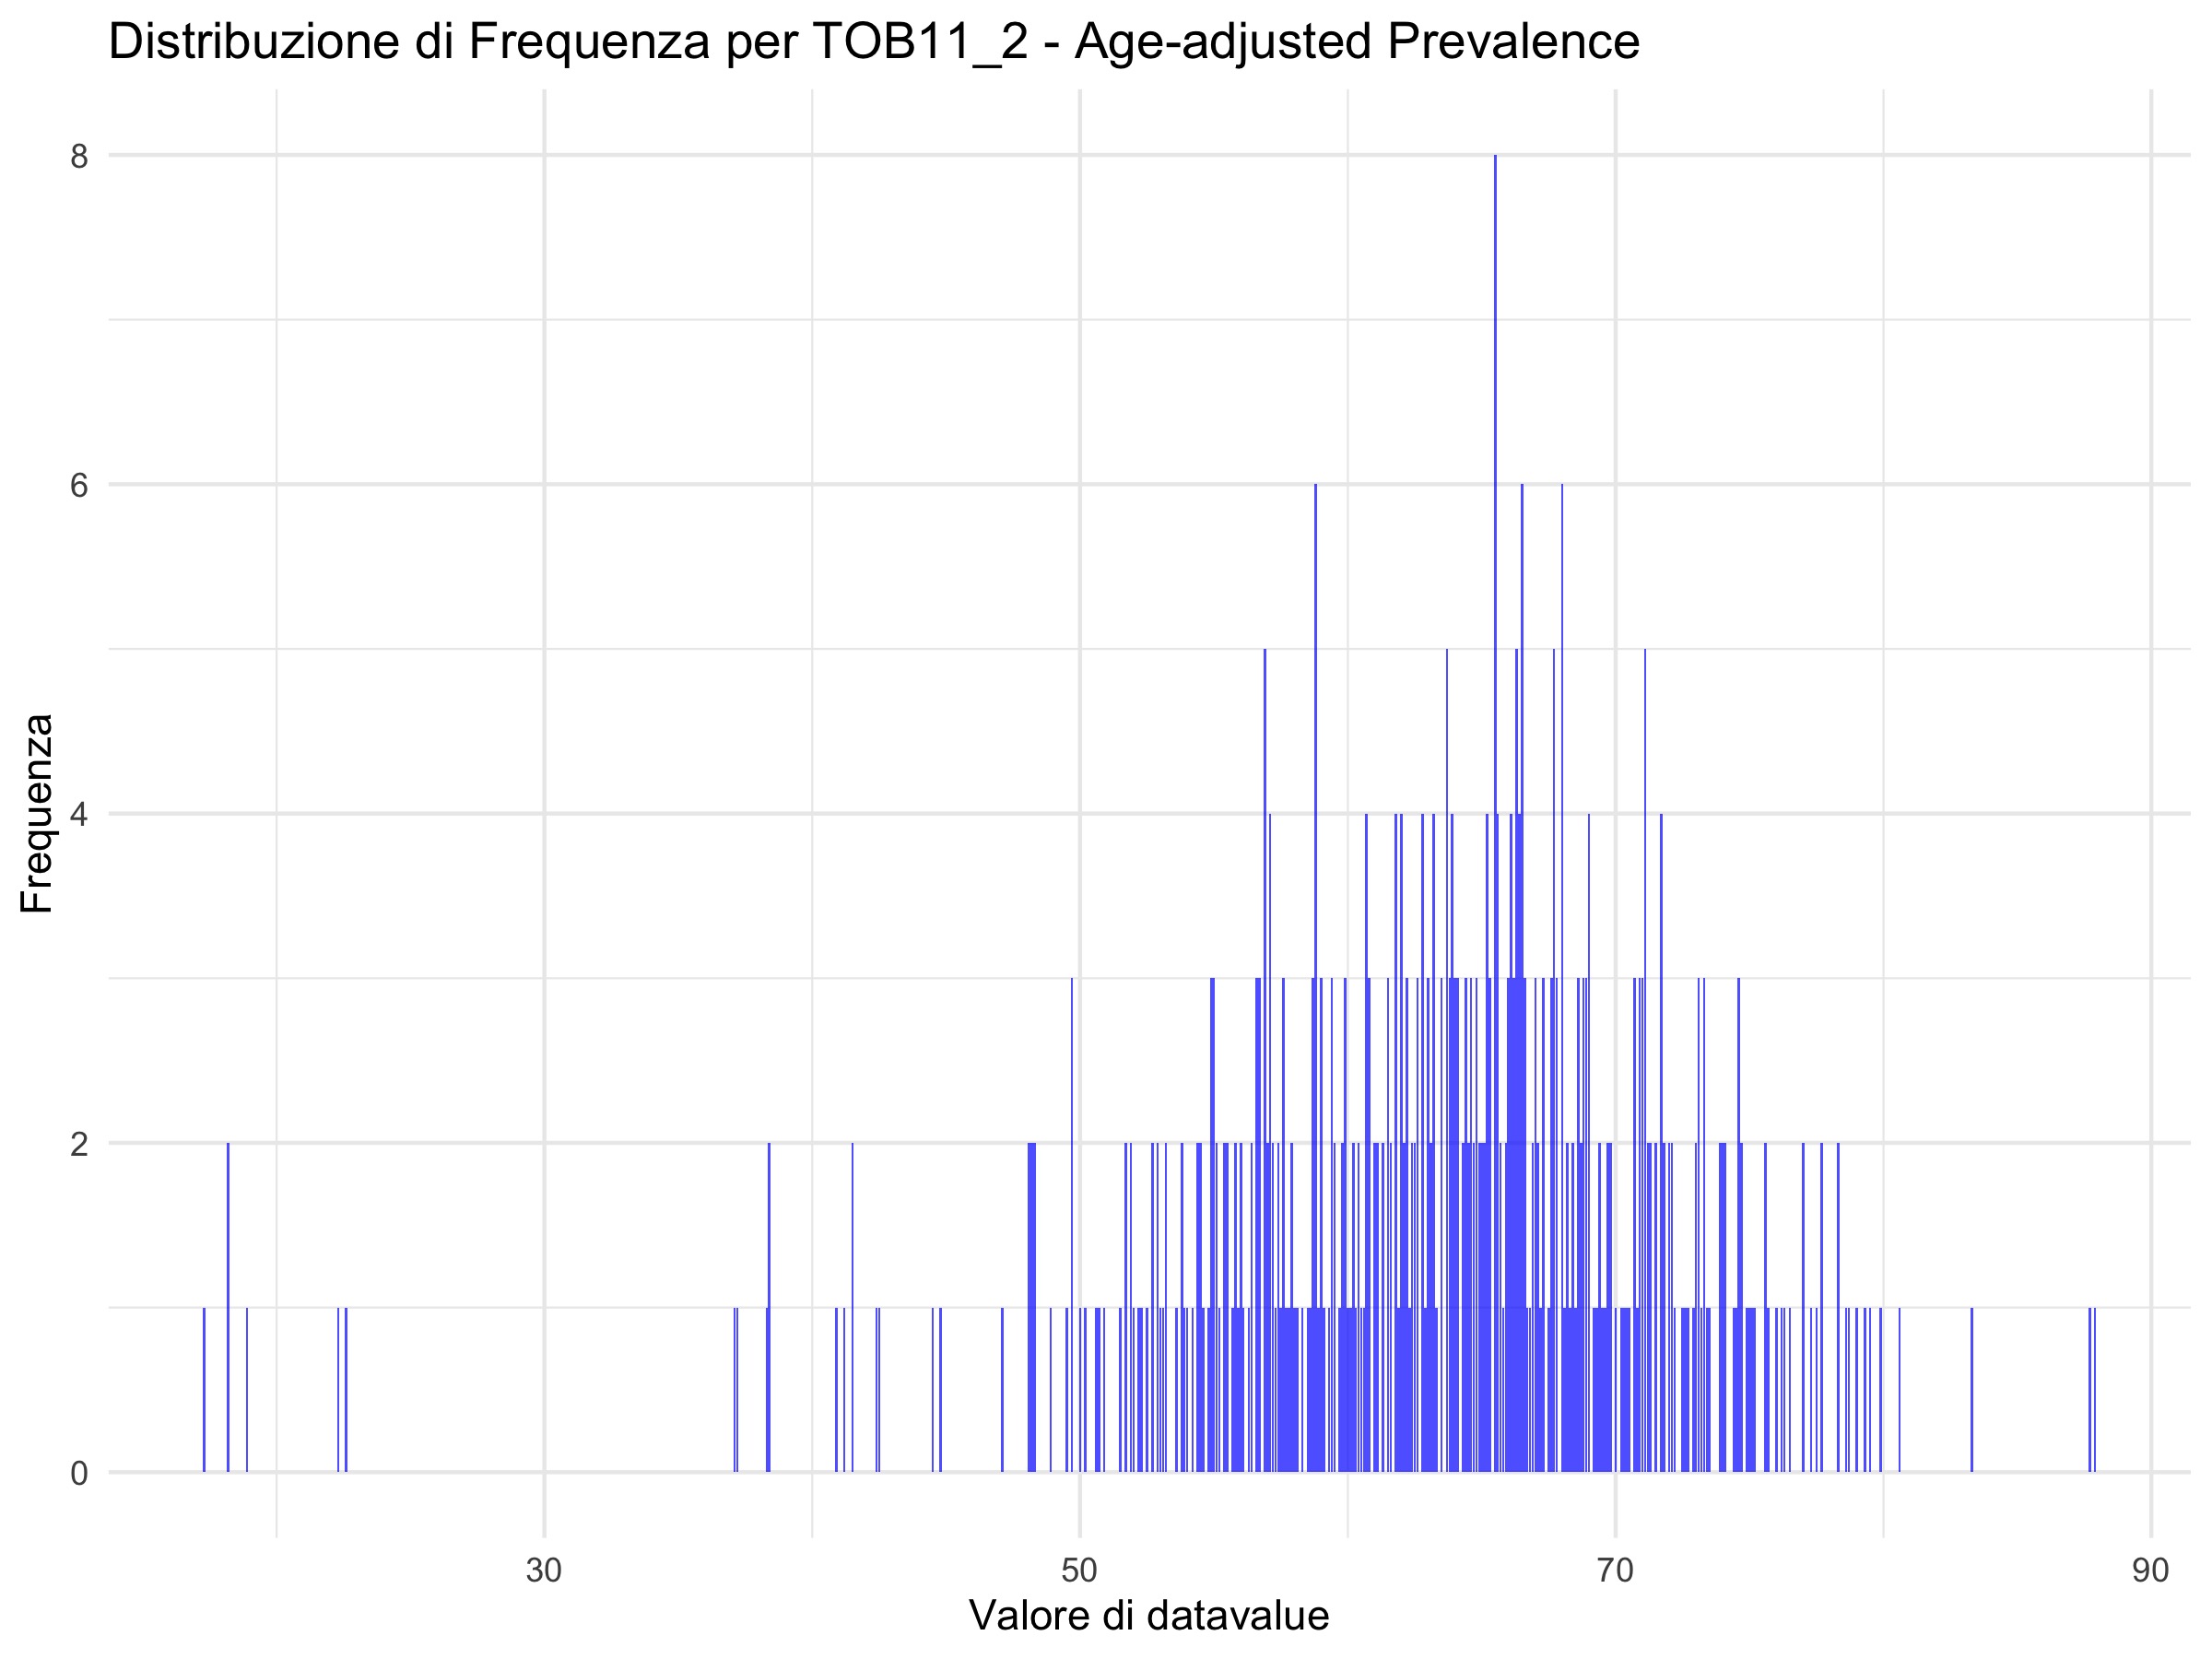 Distribuzione di Frequenza per TOB11_2 - Age-adjusted Prevalence
8
6
4
2
0
Frequenza
30 50 70 90
Valore di datavalue